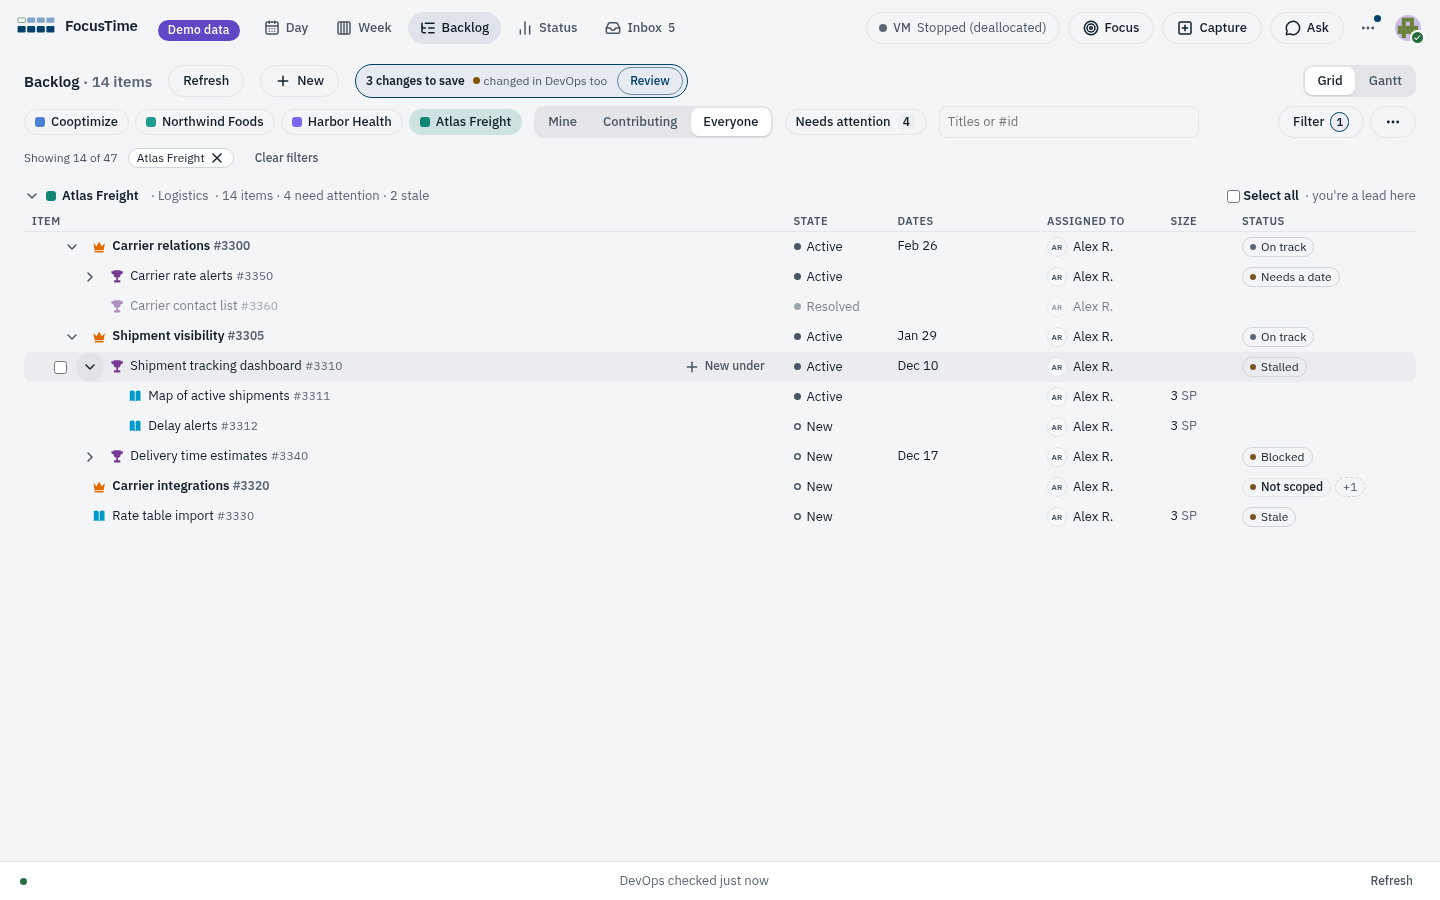 FocusTime Demo data Day Week Backlog Status Inbox 5 VM Stopped (deallocated) Focus Capture Ask
Backlog · 14 items Refresh New 3 changes to save changed in DevOps too Review Grid Gantt
Cooptimize Northwind Foods Harbor Health Atlas Freight Mine Contributing Everyone Needs attention 4 Titles or #id Filter 1
Showing 14 of 47 Atlas Freight Clear filters
Atlas Freight · Logistics · 14 items · 4 need attention · 2 stale Select all · you're a lead here
ITEM STATE DATES ASSIGNED TO SIZE STATUS
Carrier relations #3300 Active Feb 26 AR Alex R. On track
Carrier rate alerts #3350 Active AR Alex R. Needs a date
Carrier contact list #3360 Resolved AR Alex R.
Shipment visibility #3305 Active Jan 29 AR Alex R. On track
Shipment tracking dashboard #3310 New under Active Dec 10 AR Alex R. Stalled
Map of active shipments #3311 Active AR Alex R. 3 SP
Delay alerts #3312 New AR Alex R. 3 SP
Delivery time estimates #3340 New Dec 17 AR Alex R. Blocked
Carrier integrations #3320 New AR Alex R. Not scoped +1
Rate table import #3330 New AR Alex R. 3 SP Stale
DevOps checked just now Refresh